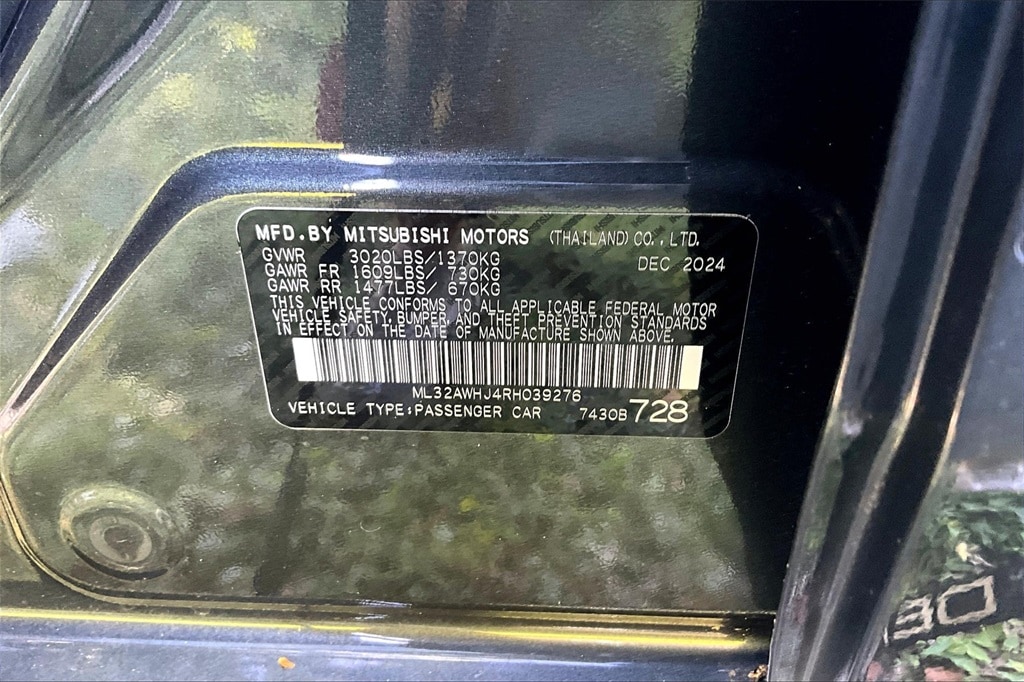 MFD.BY MITSUBISHI MOTORS (THAILAND) CO., LTD.
GVWR 3020LBS/1370KG DEC 2024
GAWR FR 1609LBS/ 730KG
GAWR RR 1477LBS/ 670KG
THIS VEHICLE CONFORMS TO ALL APPLICABLE FEDERAL MOTOR
VEHICLE SAFETY, BUMPER, AND THEFT PREVENTION STANDARDS
IN EFFECT ON THE DATE OF MANUFACTURE SHOWN ABOVE.
ML32AWHJ4RH039276
VEHICLE TYPE:PASSENGER CAR 7430B 728